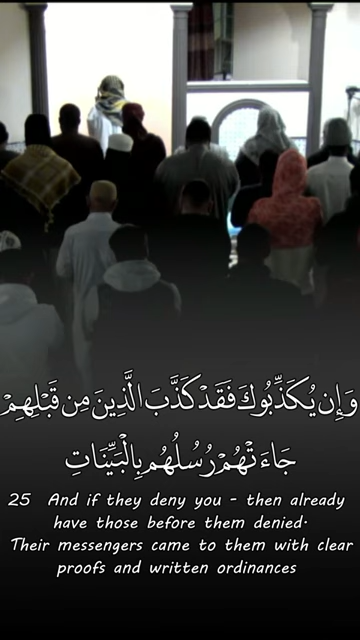 وَإِن يُكَذِّبُوكَ فَقَدْ كَذَّبَ الَّذِينَ مِن قَبْلِهِمْ
جَاءَتْهُمْ رُسُلُهُم بِالْبَيِّنَاتِ
25 And if they deny you - then already
have those before them denied.
Their messengers came to them with clear
proofs and written ordinances